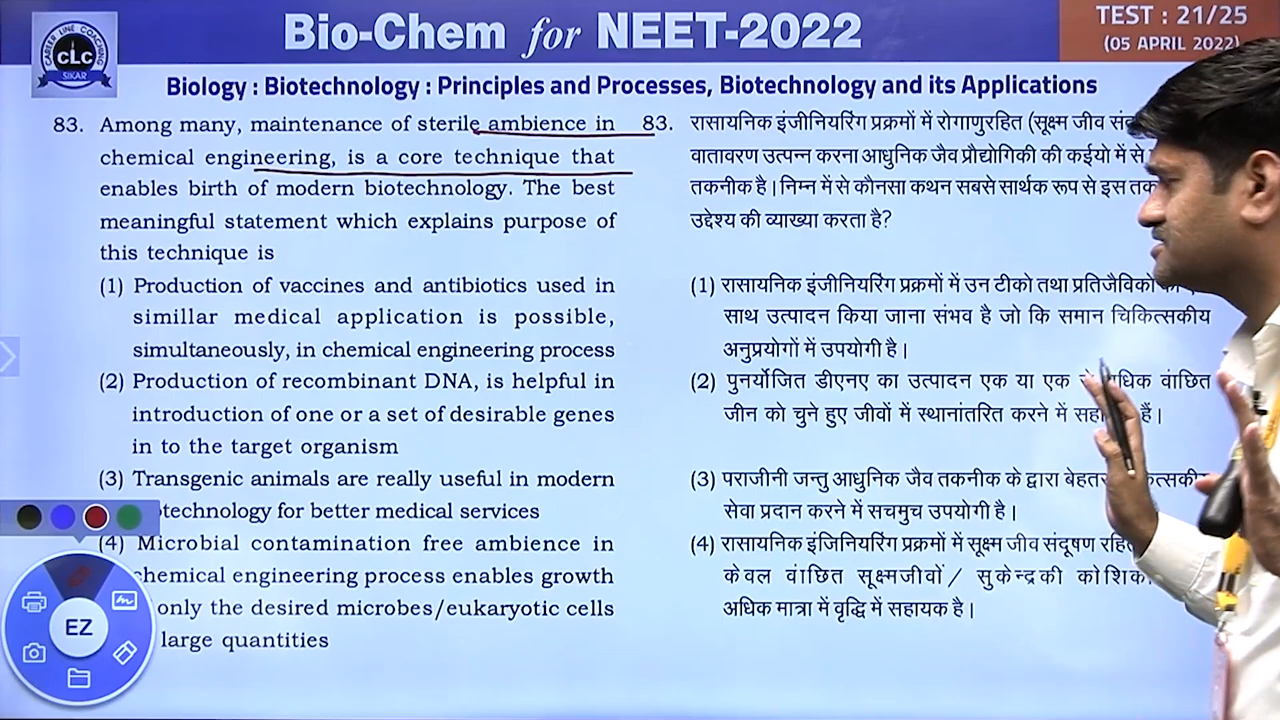 Bio-Chem for NEET-2022
TEST : 21/25
(05 APRIL 2022)
CAREER LINE COACHING
CLC
SIKAR
Biology : Biotechnology : Principles and Processes, Biotechnology and its Applications
83. Among many, maintenance of sterile ambience in
chemical engineering, is a core technique that
enables birth of modern biotechnology. The best
meaningful statement which explains purpose of
this technique is
(1) Production of vaccines and antibiotics used in
simillar medical application is possible,
simultaneously, in chemical engineering process
(2) Production of recombinant DNA, is helpful in
introduction of one or a set of desirable genes
in to the target organism
(3) Transgenic animals are really useful in modern
technology for better medical services
(4) Microbial contamination free ambience in
chemical engineering process enables growth
only the desired microbes/eukaryotic cells
large quantities
83. रासायनिक इंजीनियरिंग प्रक्रमों में रोगाणुरहित (सूक्ष्म जीव
वातावरण उत्पन्न करना आधुनिक जैव प्रौद्योगिकी की कईयो में से
तकनीक है। निम्न में से कौनसा कथन सबसे सार्थक रूप से इस
उद्देश्य की व्याख्या करता है?
(1) रासायनिक इंजीनियरिंग प्रक्रमों में उन टीको तथा प्रतिजैविको
साथ उत्पादन किया जाना संभव है जो कि समान चिकित्सकीय
अनुप्रयोगों में उपयोगी है।
(2) पुनर्योजित डीएनए का उत्पादन एक या एक वांछित
जीन को चुने हुए जीवों में स्थानांतरित करने में हैं।
(3) पराजीनी जन्तु आधुनिक जैव तकनीक के द्वारा
सेवा प्रदान करने में सचमुच उपयोगी है।
(4) रासायनिक इंजिनियरिंग प्रक्रमों में सूक्ष्म जीव संदूषण
केवल वांछित सूक्ष्मजीवों/ सुकेन्द्रकी
अधिक मात्रा में वृद्धि में सहायक है।
EZ